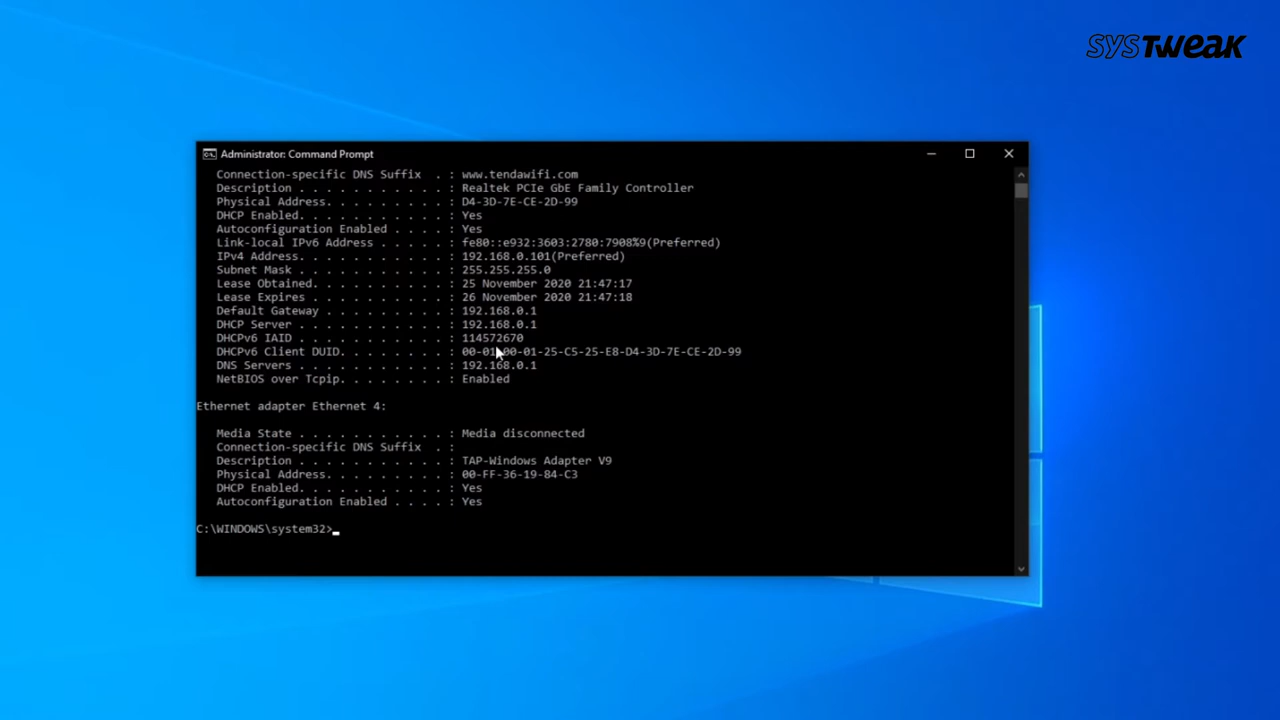 SYSTWEAK
Administrator: Command Prompt
Connection-specific DNS Suffix  . : www.tendawifi.com
Description . . . . . . . . . . . : Realtek PCIe GbE Family Controller
Physical Address. . . . . . . . . : D4-3D-7E-CE-2D-99
DHCP Enabled. . . . . . . . . . . : Yes
Autoconfiguration Enabled . . . . : Yes
Link-local IPv6 Address . . . . . : fe80::e932:3603:2780:7908%9(Preferred)
IPv4 Address. . . . . . . . . . . : 192.168.0.101(Preferred)
Subnet Mask . . . . . . . . . . . : 255.255.255.0
Lease Obtained. . . . . . . . . . : 25 November 2020 21:47:17
Lease Expires . . . . . . . . . . : 26 November 2020 21:47:18
Default Gateway . . . . . . . . . : 192.168.0.1
DHCP Server . . . . . . . . . . . : 192.168.0.1
DHCPv6 IAID . . . . . . . . . . . : 114572670
DHCPv6 Client DUID. . . . . . . . : 00-01-00-01-25-C5-25-E8-D4-3D-7E-CE-2D-99
DNS Servers . . . . . . . . . . . : 192.168.0.1
NetBIOS over Tcpip. . . . . . . . : Enabled
Ethernet adapter Ethernet 4:
Media State . . . . . . . . . . . : Media disconnected
Connection-specific DNS Suffix  . :
Description . . . . . . . . . . . : TAP-Windows Adapter V9
Physical Address. . . . . . . . . : 00-FF-36-19-84-C3
DHCP Enabled. . . . . . . . . . . : Yes
Autoconfiguration Enabled . . . . : Yes
C:\WINDOWS\system32>